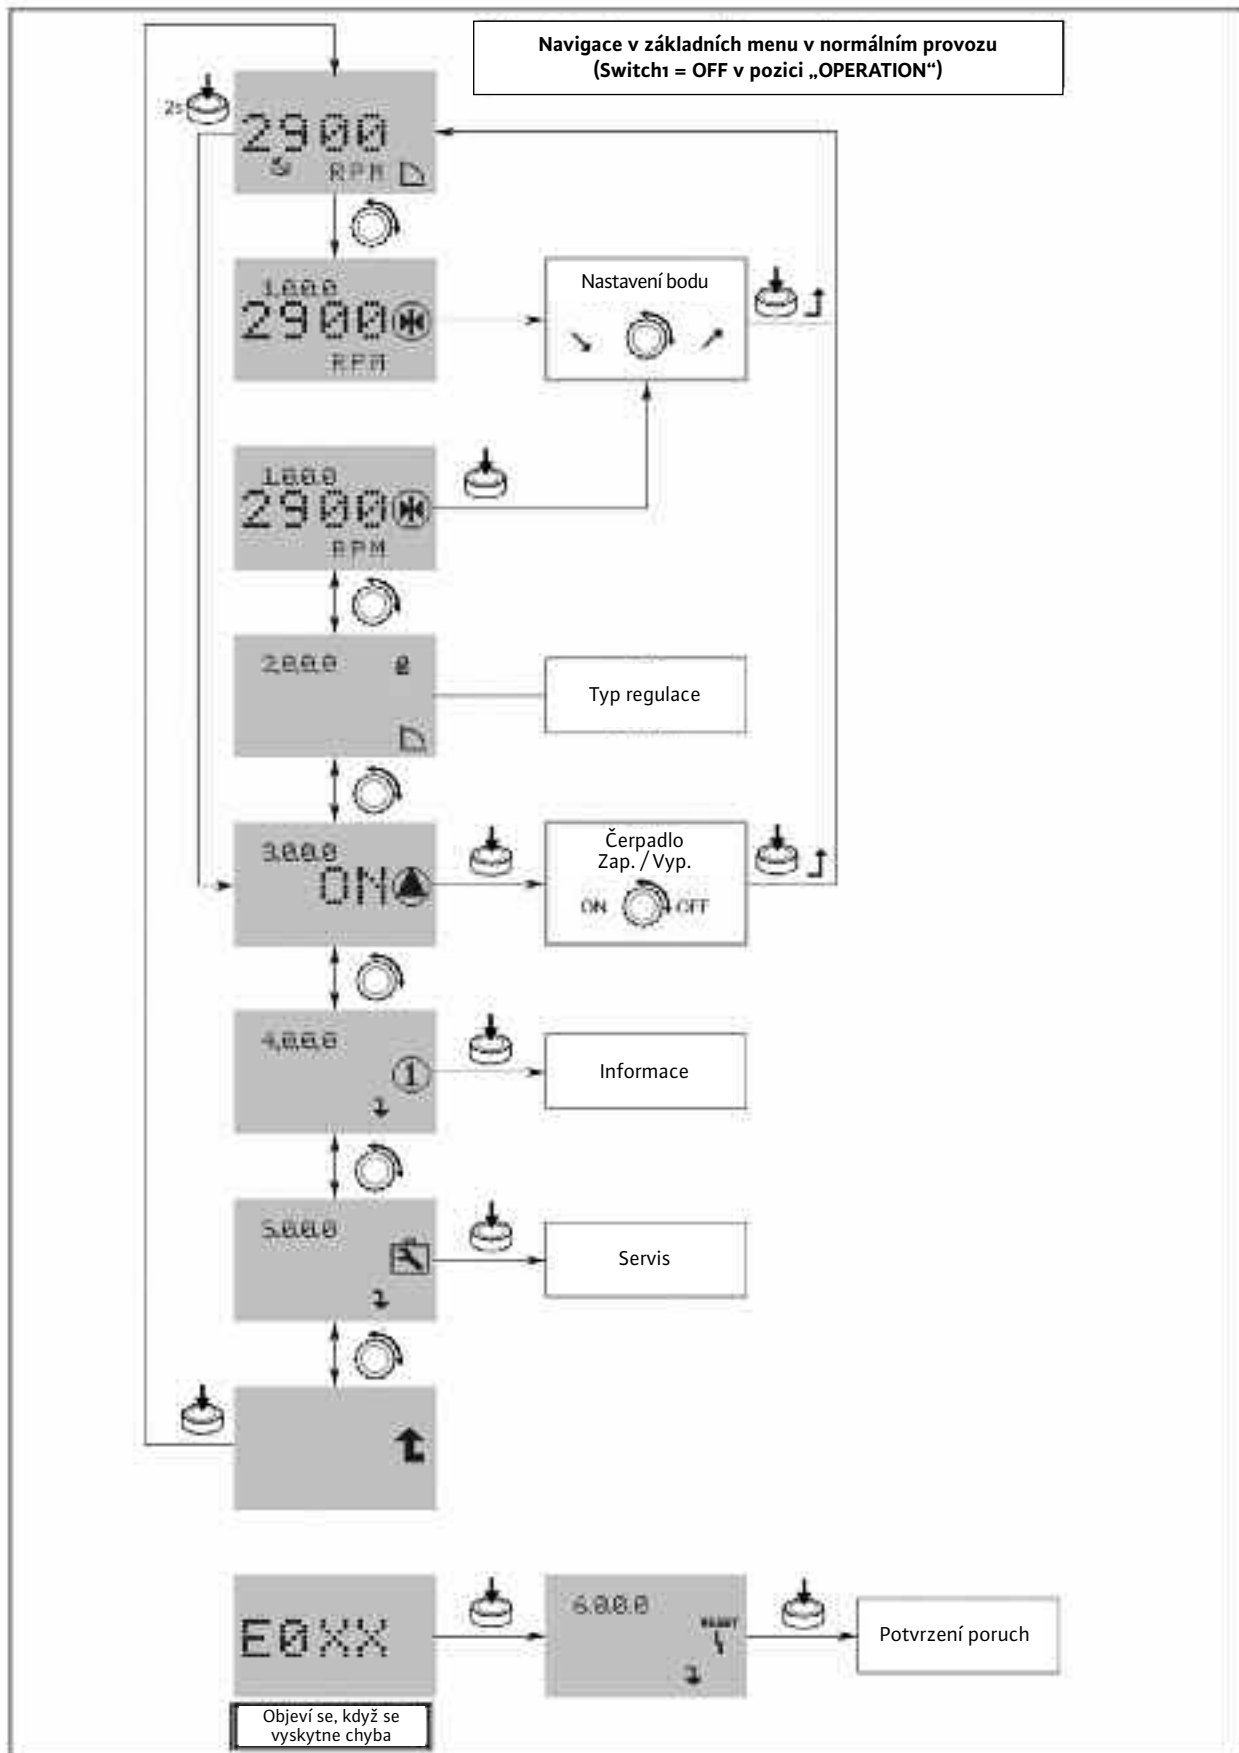 Navigace v základních menu v normálním provozu
(Switch1 = OFF v pozici „OPERATION“)
2s
2900
RPM
1.0.0.0
2900
RPM
Nastavení bodu
1.0.0.0
2900
RPM
2.0.0.0
Typ regulace
3.0.0.0
ON
Čerpadlo
Zap. / Vyp.
ON OFF
4.0.0.0
Informace
5.0.0.0
Servis
E0XX
6.0.0.0
RESET
Potvrzení poruch
Objeví se, když se
vyskytne chyba